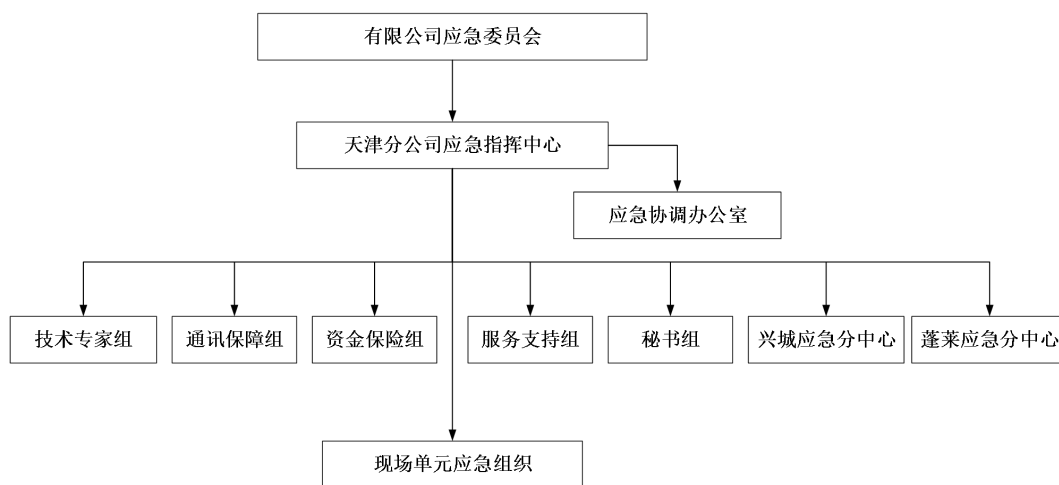 有限公司应急委员会
天津分公司应急指挥中心
应急协调办公室
技术专家组
通讯保障组
资金保险组
服务支持组
秘书组
兴城应急分中心
蓬莱应急分中心
现场单元应急组织